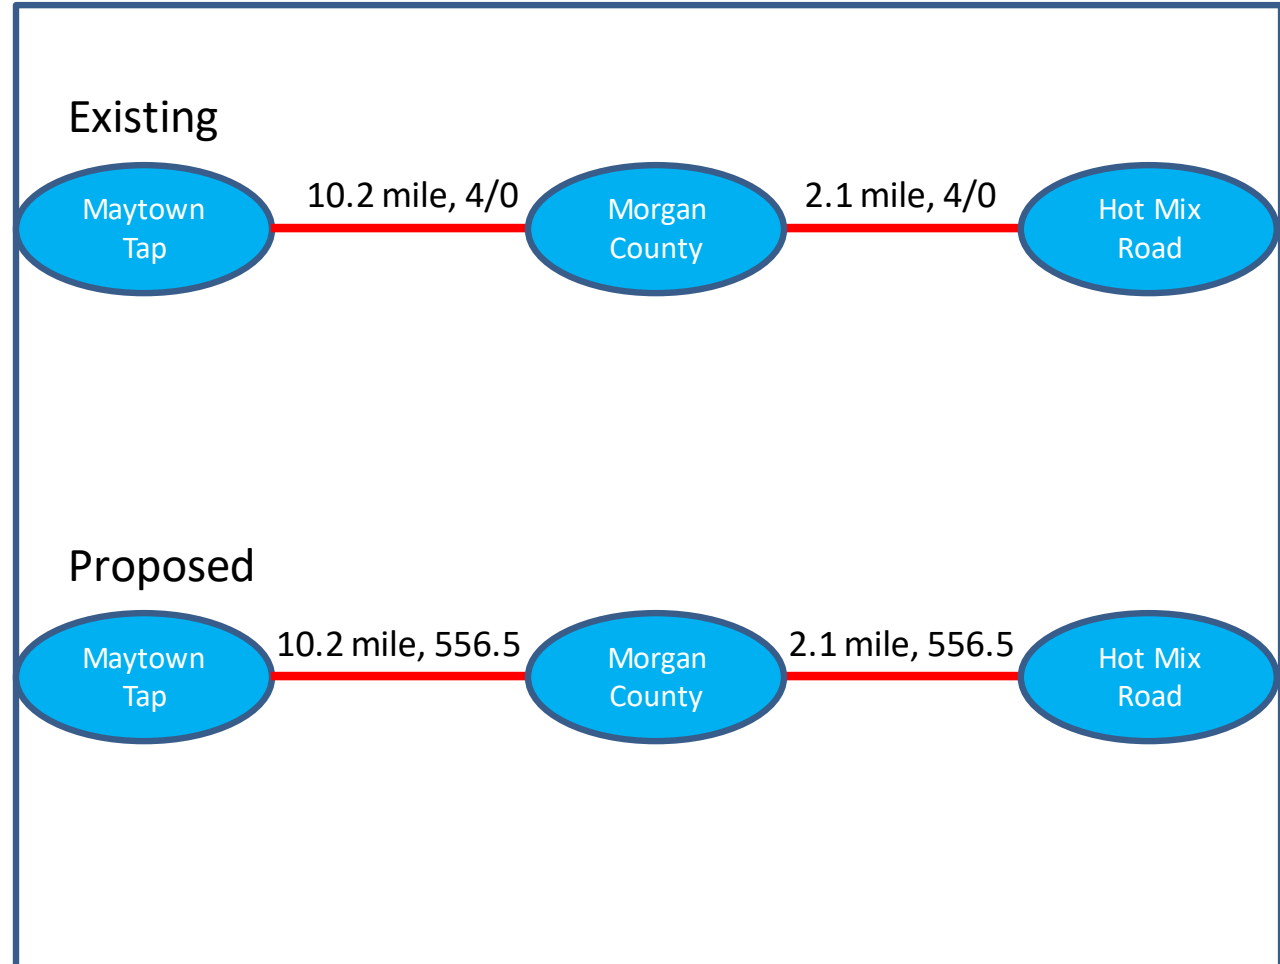 Existing
Maytown
Tap
10.2 mile, 4/0
Morgan
County
2.1 mile, 4/0
Hot Mix
Road
Proposed
Maytown
Tap
10.2 mile, 556.5
Morgan
County
2.1 mile, 556.5
Hot Mix
Road